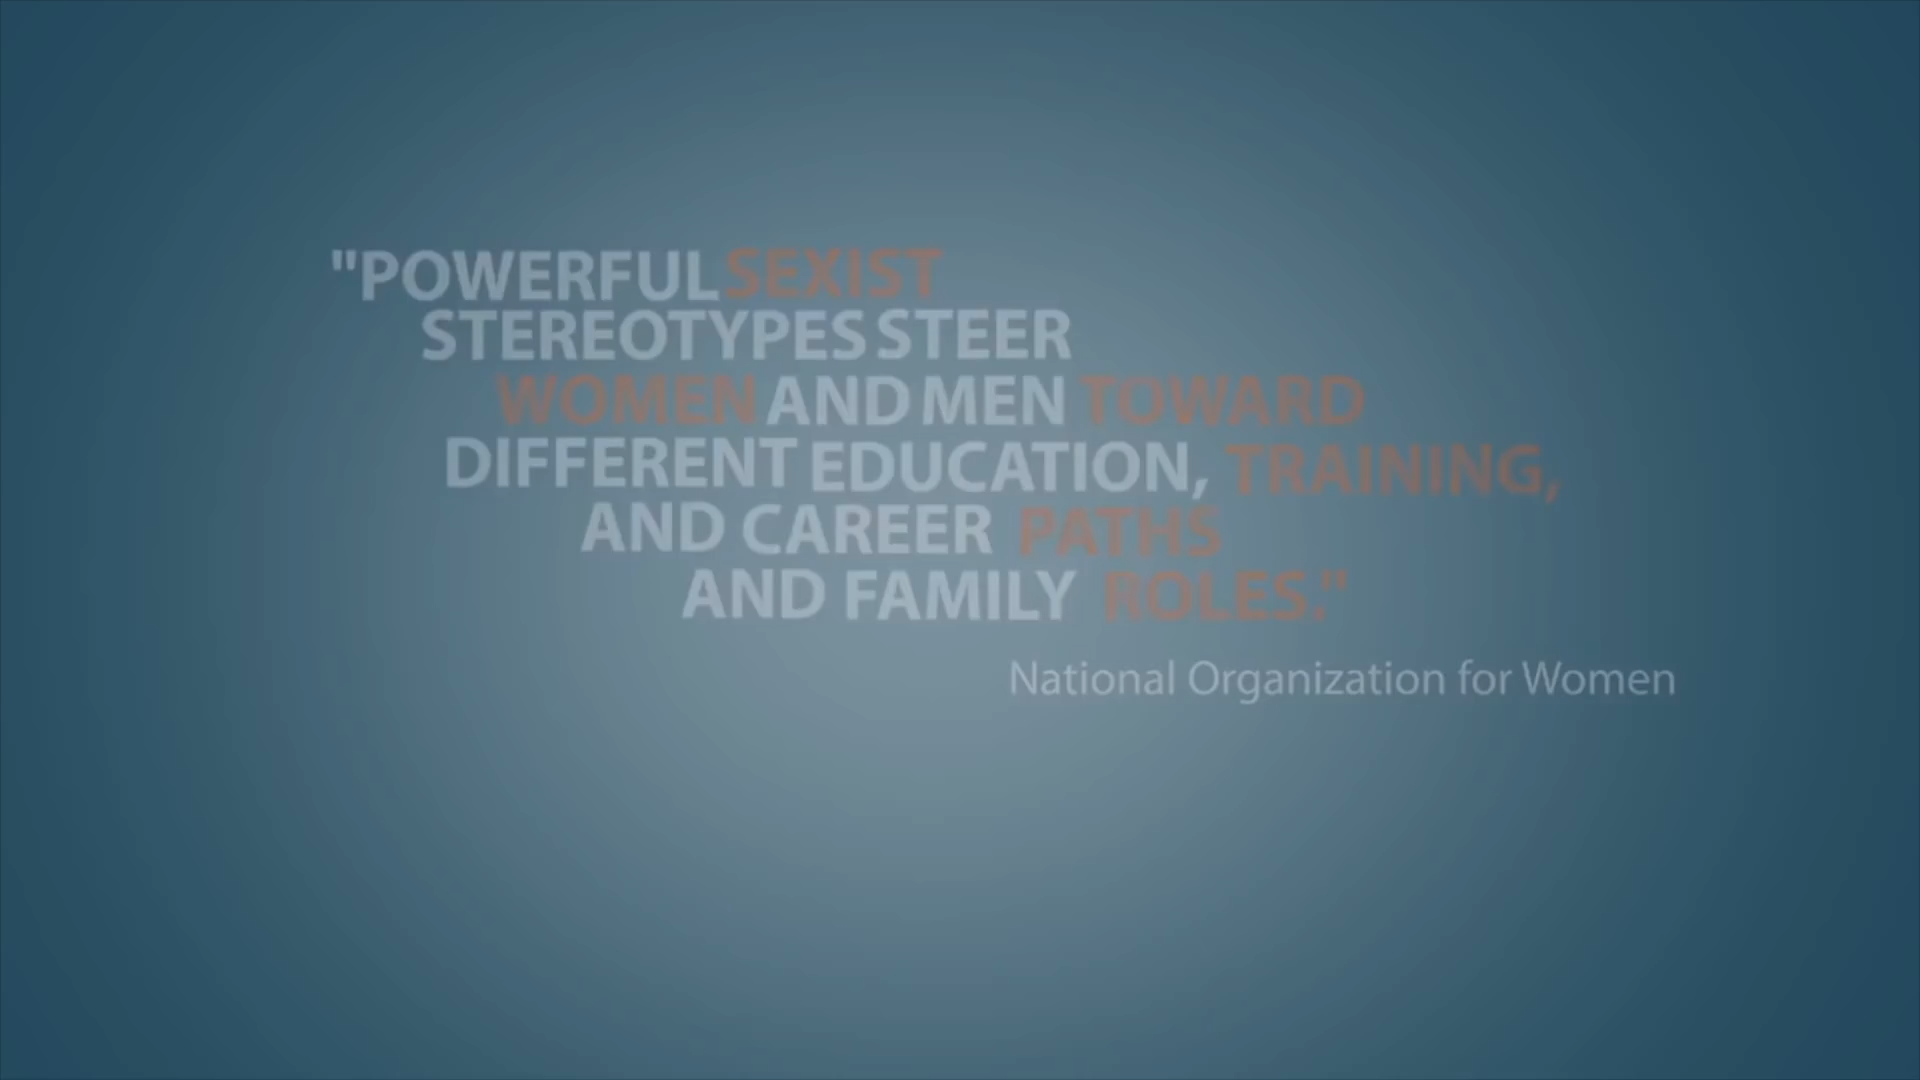 "POWERFUL SEXIST
STEREOTYPES STEER
WOMEN AND MEN TOWARD
DIFFERENT EDUCATION, TRAINING,
AND CAREER PATHS
AND FAMILY ROLES."
National Organization for Women